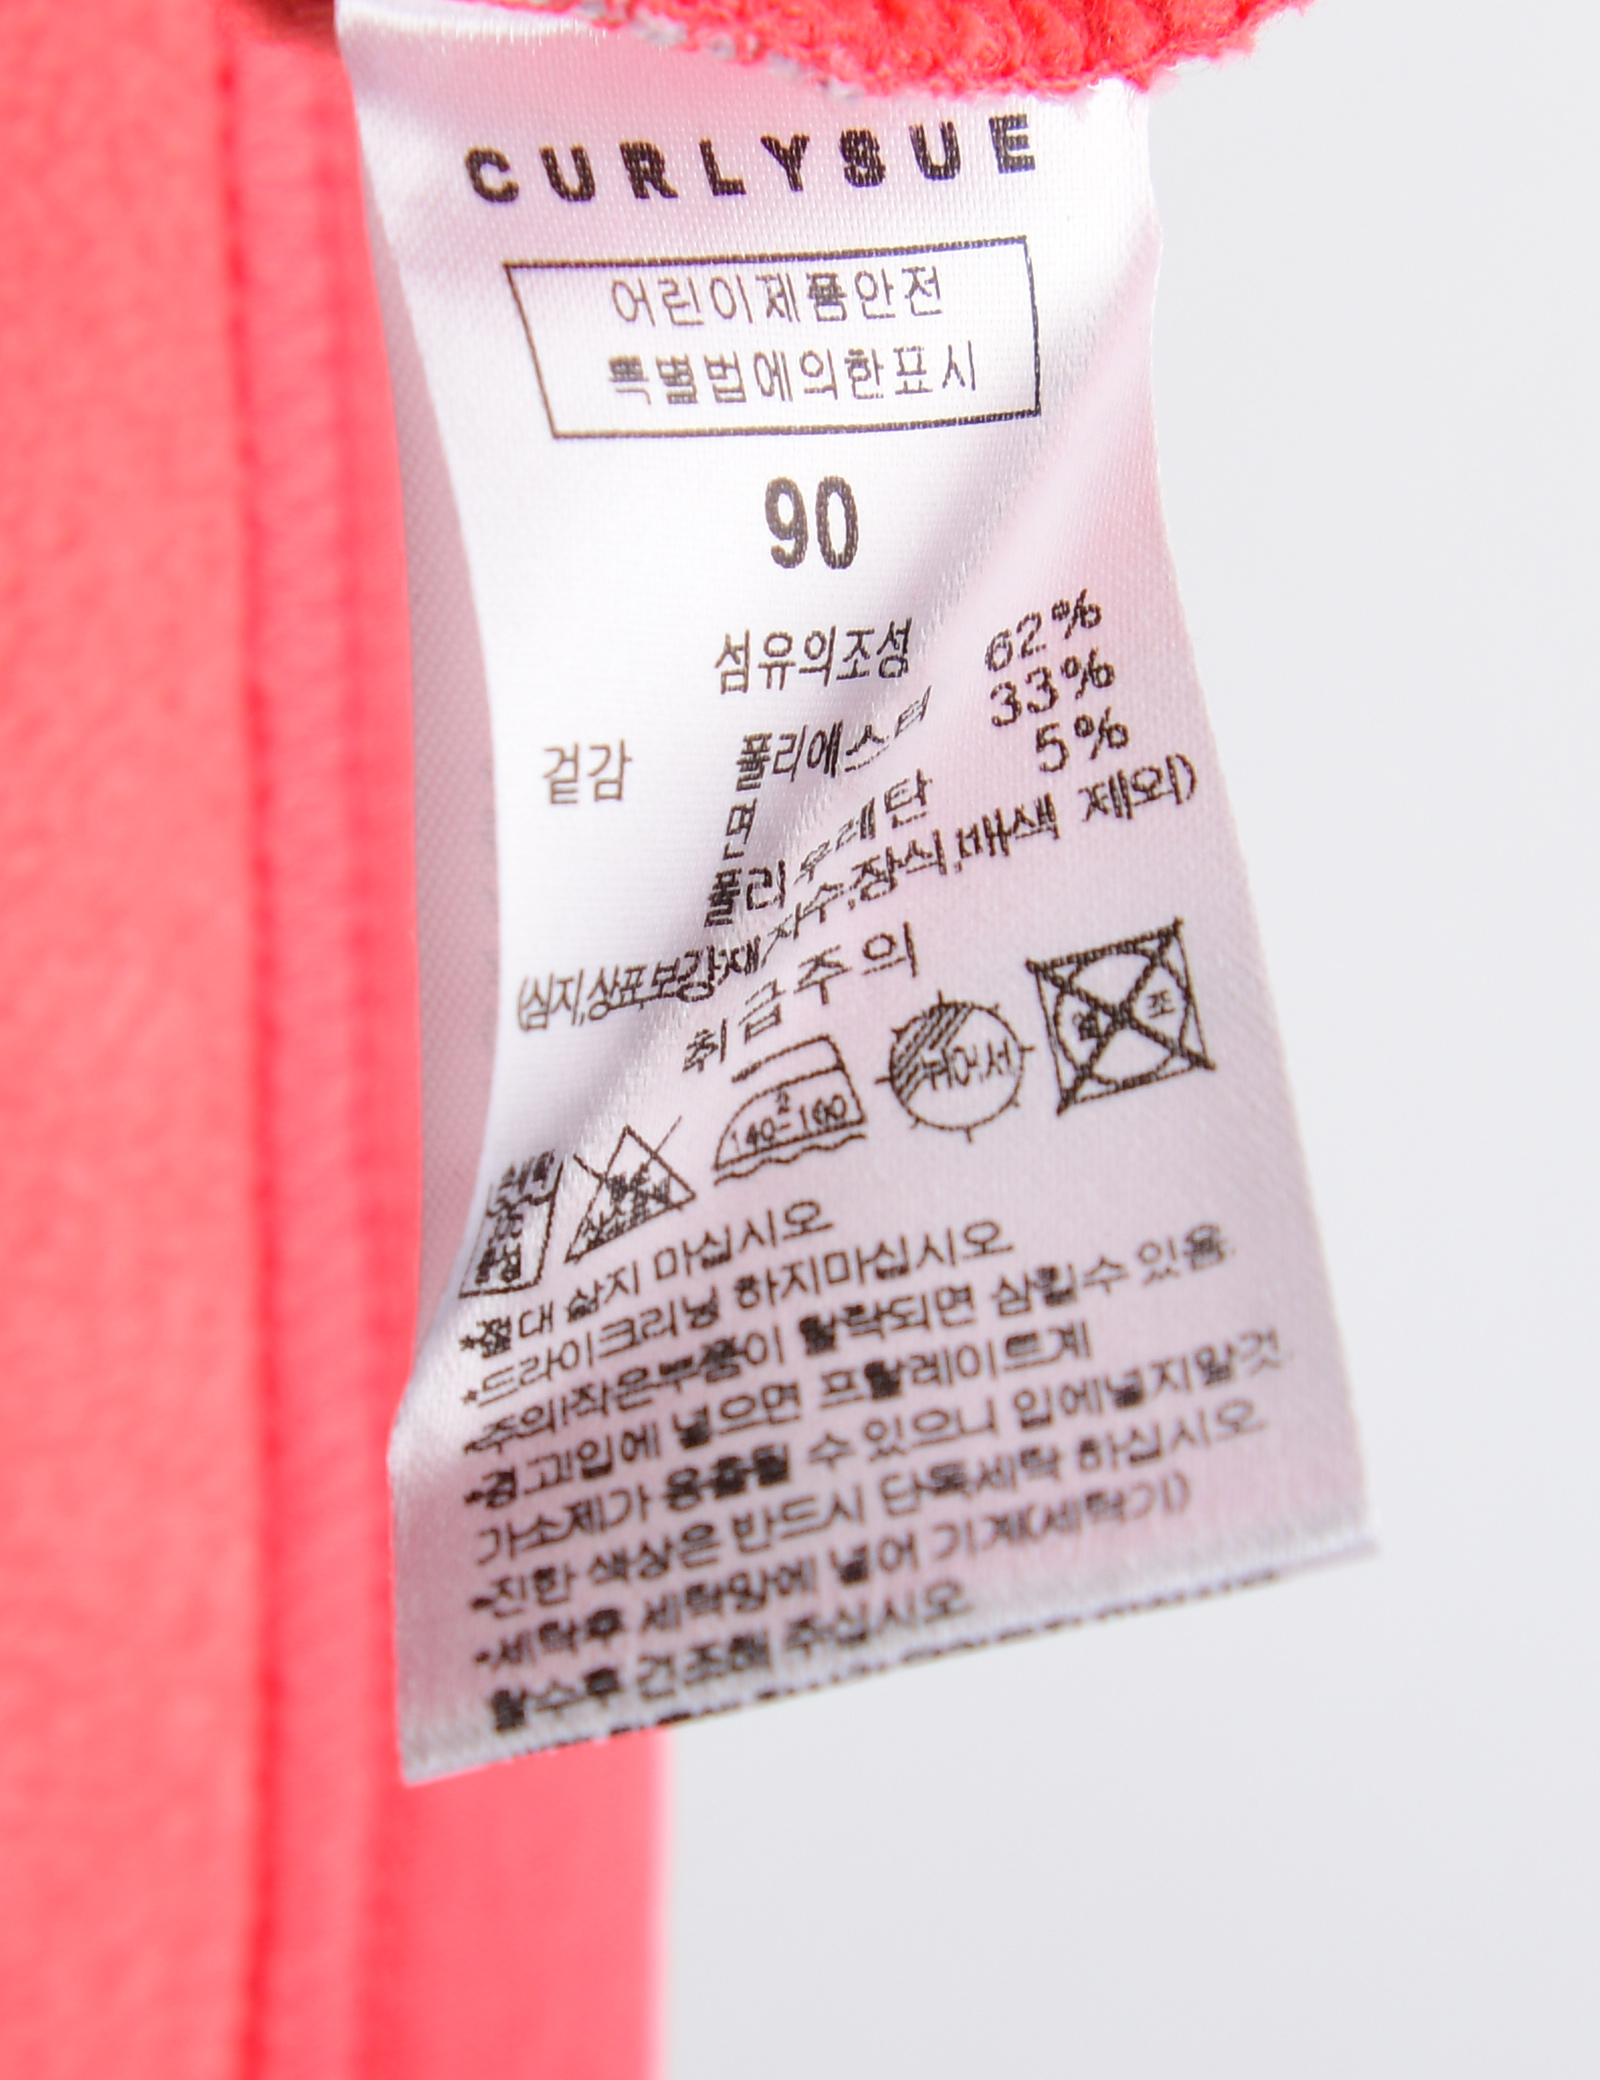 CURLYSUE
어린이제품안전
특별법에의한표시
90
섬유의조성
겉감 폴리에스터 62%
면 33%
폴리우레탄 5%
(심지,상표보강재,자수,장식,배색 제외)
취급주의
140~160
뉘어서
*절대 삶지 마십시오
*드라이크리닝 하지마십시오
주의!작은부품이 탈락되면 삼킬수 있음
*경고!입에 넣으면 프탈레이트계
가소제가 용출될 수 있으니 입에넣지말것
*진한 색상은 반드시 단독세탁 하십시오
*세탁후 세탁망에 넣어 기계(세탁기)
탈수후 건조해 주십시오